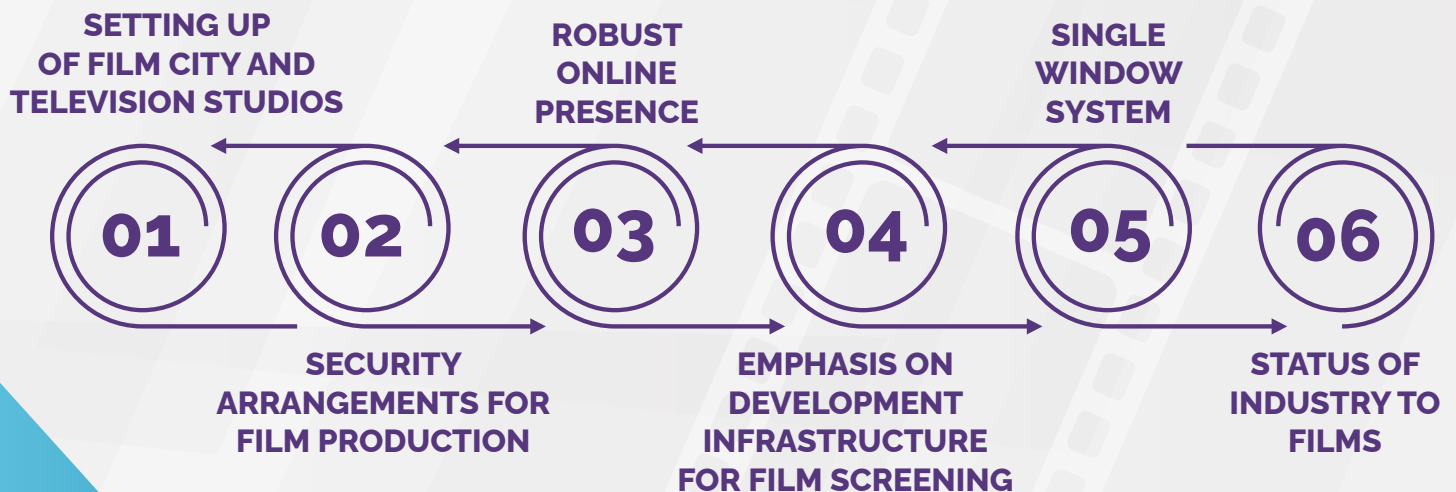 SETTING UP
OF FILM CITY AND
TELEVISION STUDIOS
ROBUST
ONLINE
PRESENCE
SINGLE
WINDOW
SYSTEM
01
02
03
04
05
06
SECURITY
ARRANGEMENTS FOR
FILM PRODUCTION
EMPHASIS ON
DEVELOPMENT
INFRASTRUCTURE
FOR FILM SCREENING
STATUS OF
INDUSTRY TO
FILMS